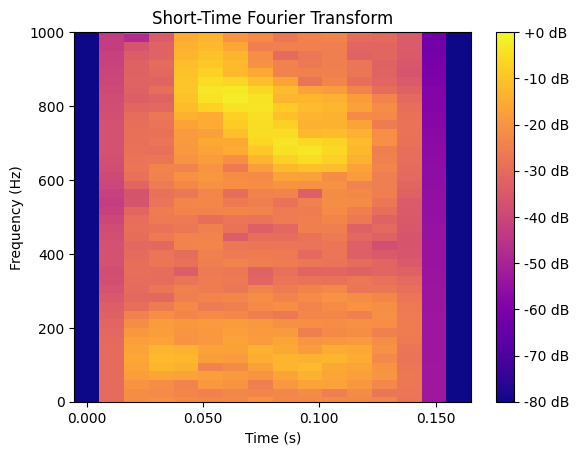 Short-Time Fourier Transform
1000
800
600
400
200
0
Frequency (Hz)
0.000
0.050
0.100
0.150
Time (s)
+0 dB
-10 dB
-20 dB
-30 dB
-40 dB
-50 dB
-60 dB
-70 dB
-80 dB